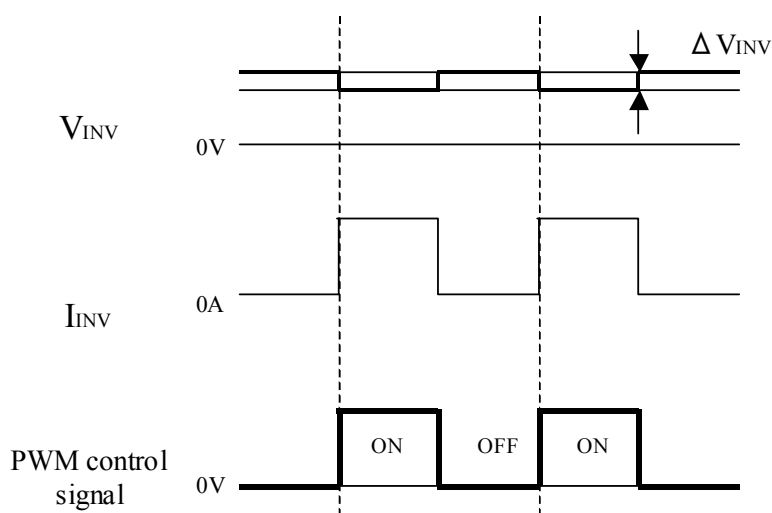 Δ VINV
VINV
0V
0A
IINV
ON
OFF
ON
PWM control
signal
0V